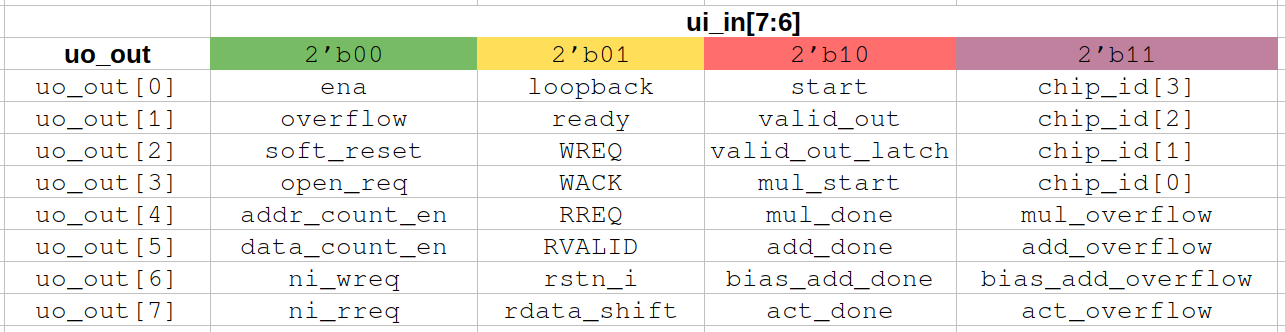 ui_in[7:6]
uo_out 2’b00 2’b01 2’b10 2’b11
uo_out[0] ena loopback start chip_id[3]
uo_out[1] overflow ready valid_out chip_id[2]
uo_out[2] soft_reset WREQ valid_out_latch chip_id[1]
uo_out[3] open_req WACK mul_start chip_id[0]
uo_out[4] addr_count_en RREQ mul_done mul_overflow
uo_out[5] data_count_en RVALID add_done add_overflow
uo_out[6] ni_wreq rstn_i bias_add_done bias_add_overflow
uo_out[7] ni_rreq rdata_shift act_done act_overflow